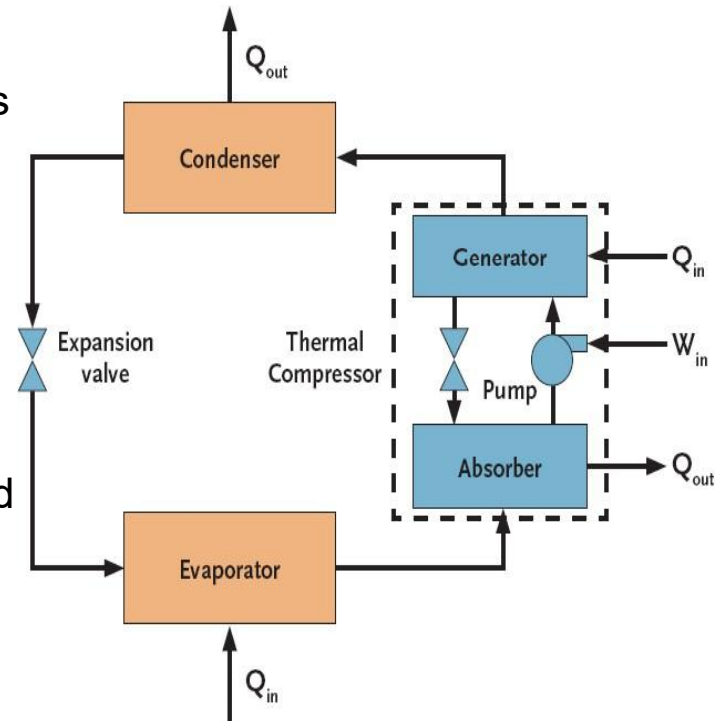 Q_out
s
Condenser
Generator
Q_in
Expansion
valve
Thermal
Compressor
W_in
Pump
Absorber
Q_out
d
Evaporator
Q_in